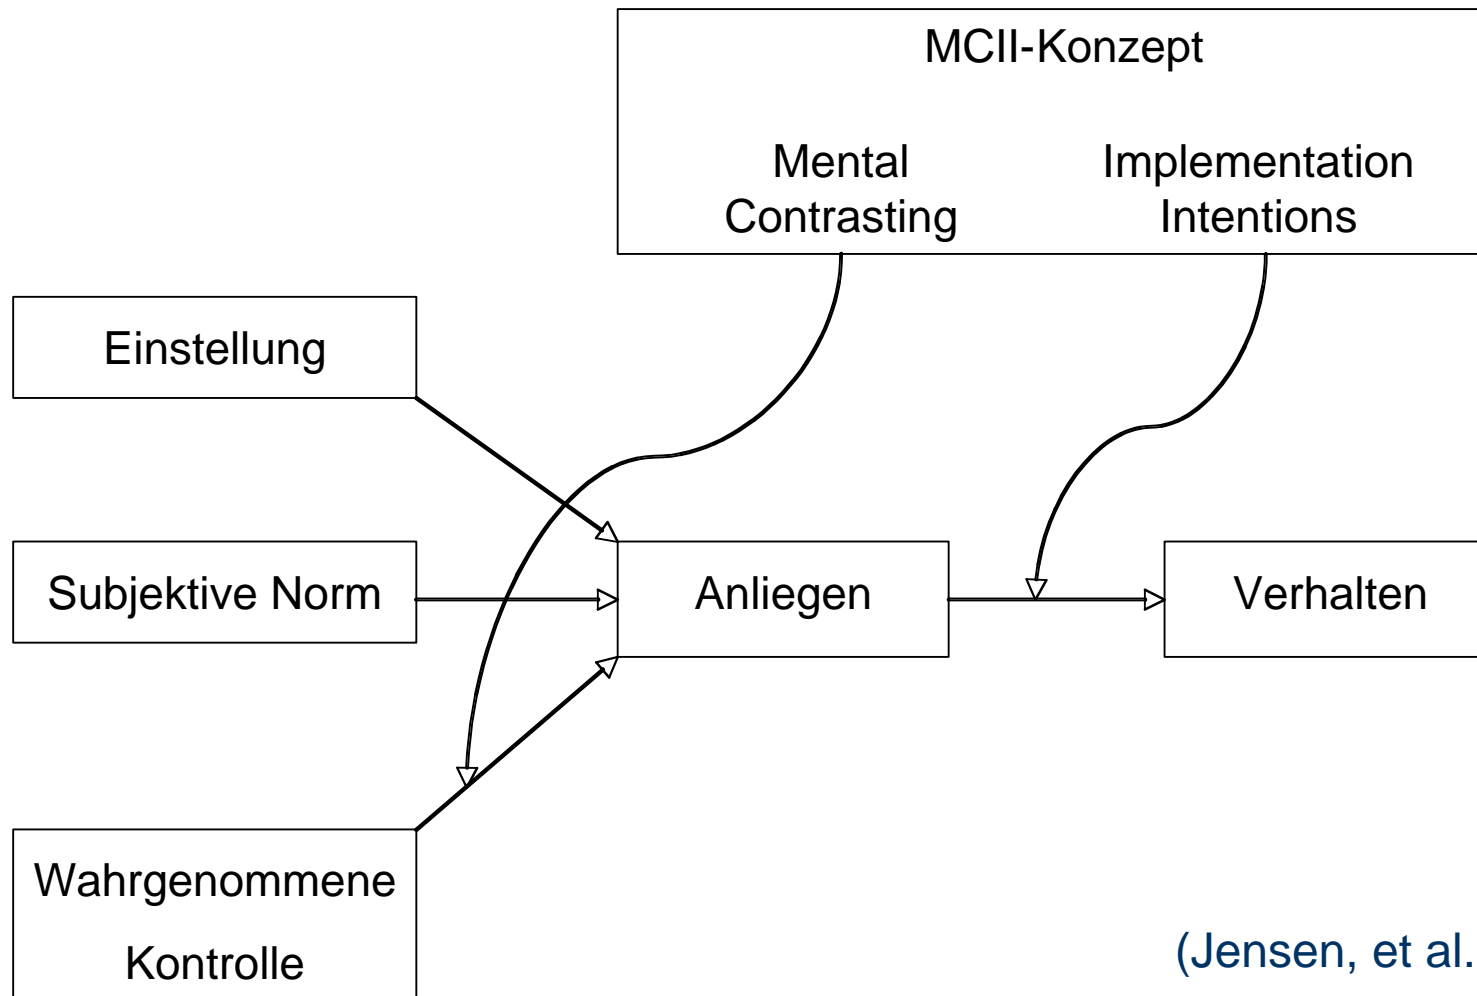 MCII-Konzept
Mental
Contrasting
Implementation
Intentions
Einstellung
Subjektive Norm
Anliegen
Verhalten
Wahrgenommene
Kontrolle
(Jensen, et al.